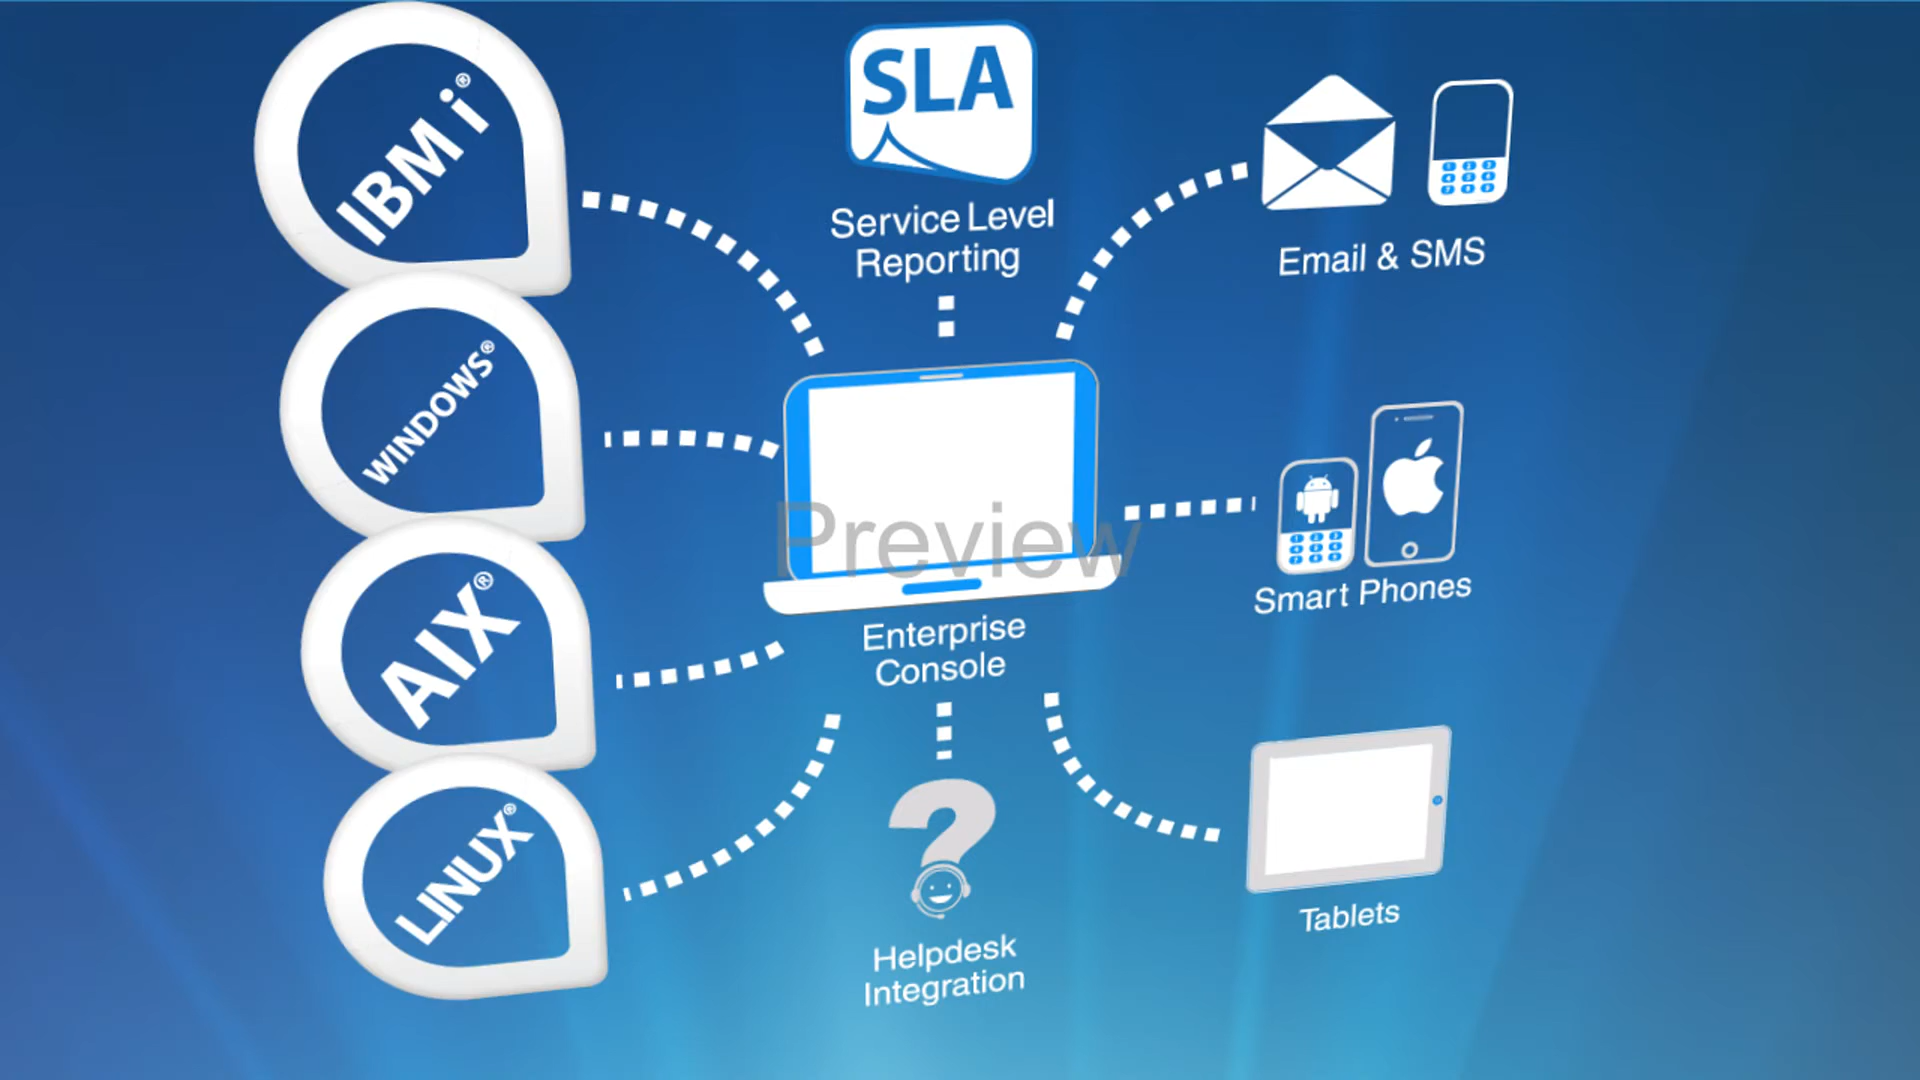 IBM i®
WINDOWS®
AIX®
LINUX®
SLA
Service Level
Reporting
Preview
Enterprise
Console
Helpdesk
Integration
Email & SMS
Smart Phones
Tablets